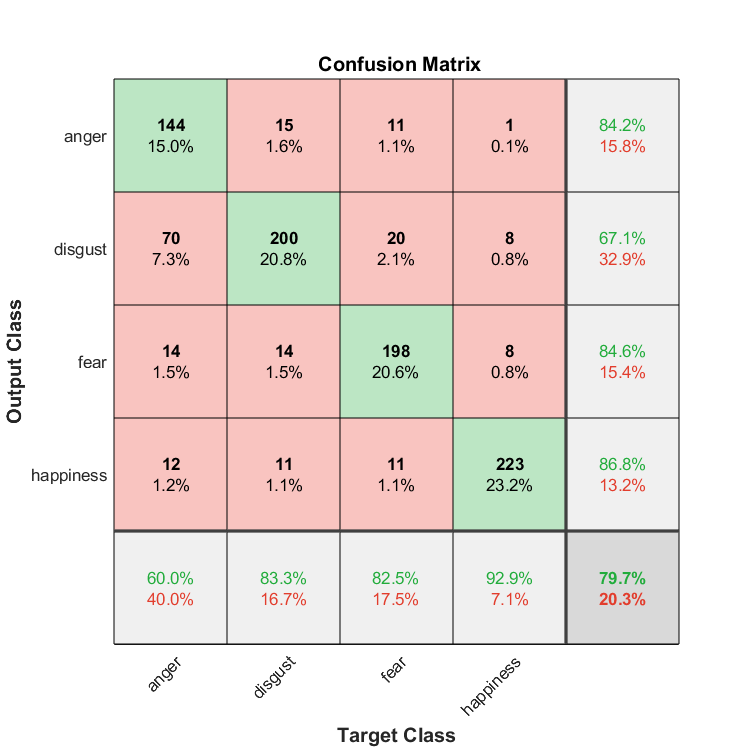 Confusion Matrix
anger
144 15 11 1 84.2%
15.0% 1.6% 1.1% 0.1% 15.8%
disgust
70 200 20 8 67.1%
7.3% 20.8% 2.1% 0.8% 32.9%
fear
14 14 198 8 84.6%
1.5% 1.5% 20.6% 0.8% 15.4%
happiness
12 11 11 223 86.8%
1.2% 1.1% 1.1% 23.2% 13.2%
60.0% 83.3% 82.5% 92.9% 79.7%
40.0% 16.7% 17.5% 7.1% 20.3%
anger disgust fear happiness
Target Class
Output Class